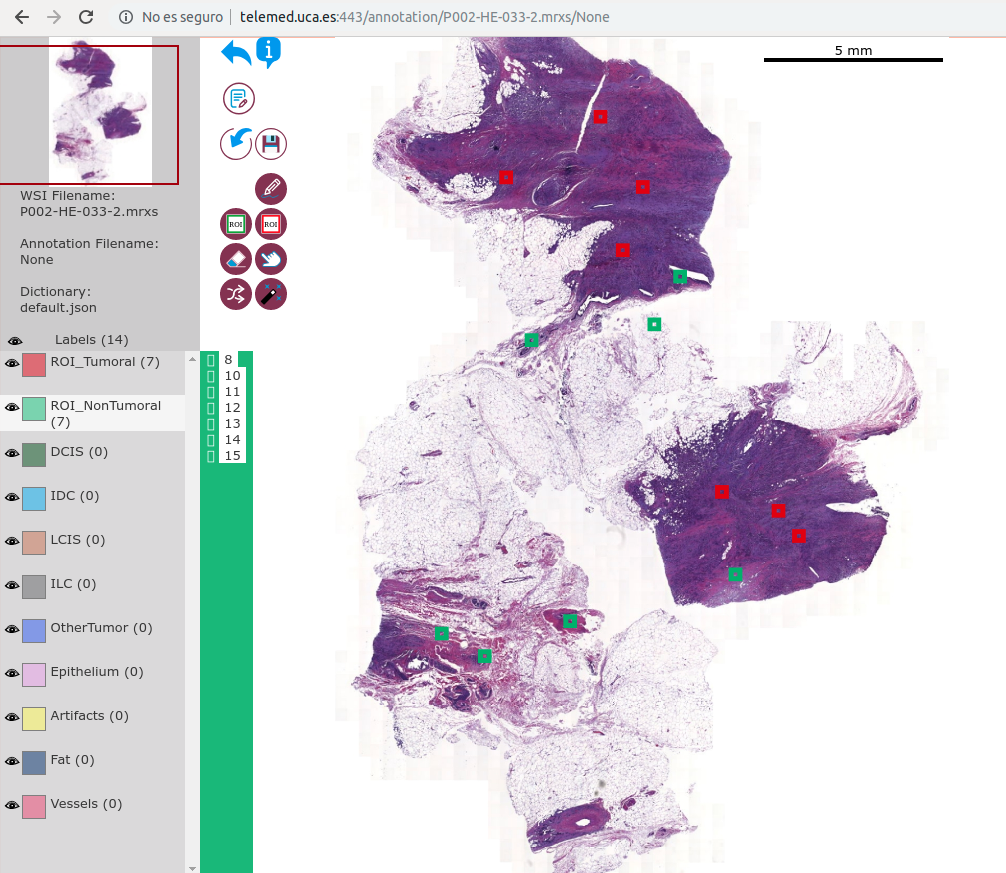 No es seguro
telemed.uca.es:443/annotation/P002-HE-033-2.mrxs/None
5 mm
WSI Filename:
P002-HE-033-2.mrxs
Annotation Filename:
None
Dictionary:
default.json
Labels (14)
ROI_Tumoral (7)
ROI_NonTumoral
(7)
DCIS (0)
IDC (0)
LCIS (0)
ILC (0)
OtherTumor (0)
Epithelium (0)
Artifacts (0)
Fat (0)
Vessels (0)
i
ROI
ROI
8
10
11
12
13
14
15